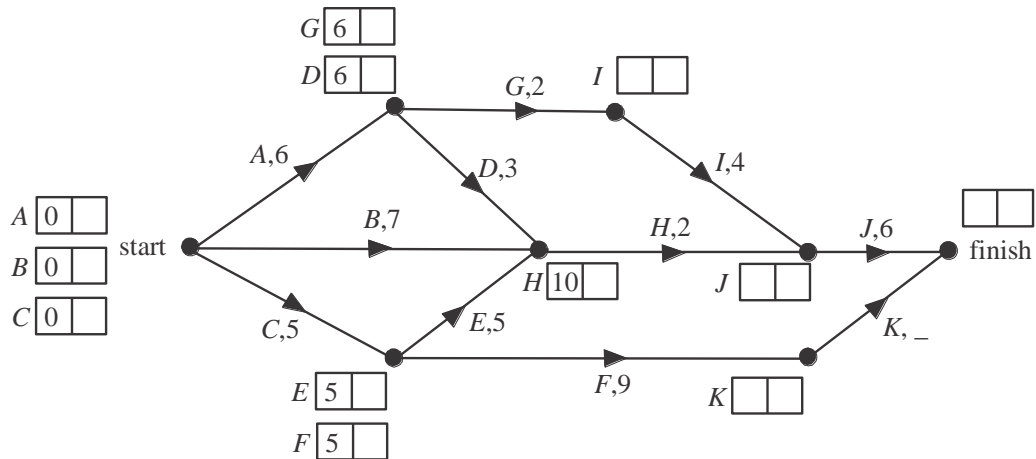 G 6
D 6
I
G,2
A,6
D,3
I,4
A 0
B 0
C 0
start
B,7
H,2
J,6
finish
H 10
J
C,5
E,5
K, _
F,9
E 5
F 5
K